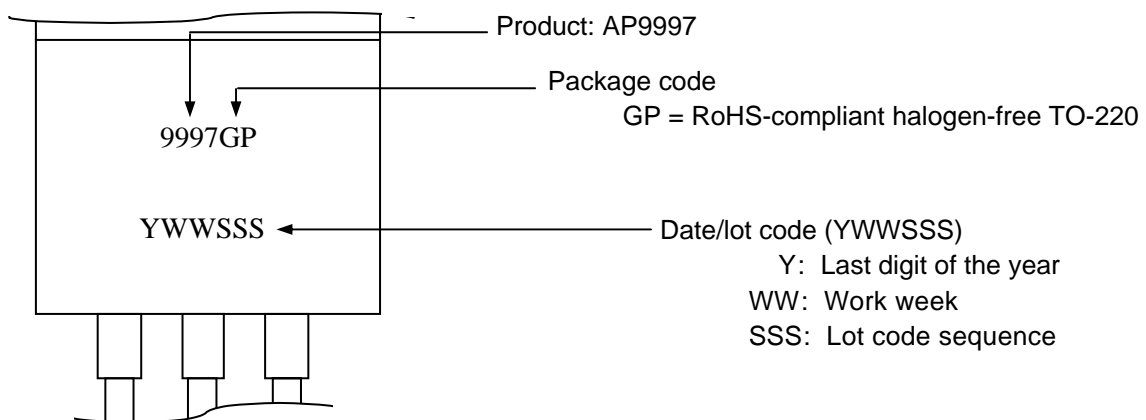 Product: AP9997
Package code
GP = RoHS-compliant halogen-free TO-220
9997GP
YWWSSS
Date/lot code (YWWSSS)
Y: Last digit of the year
WW: Work week
SSS: Lot code sequence